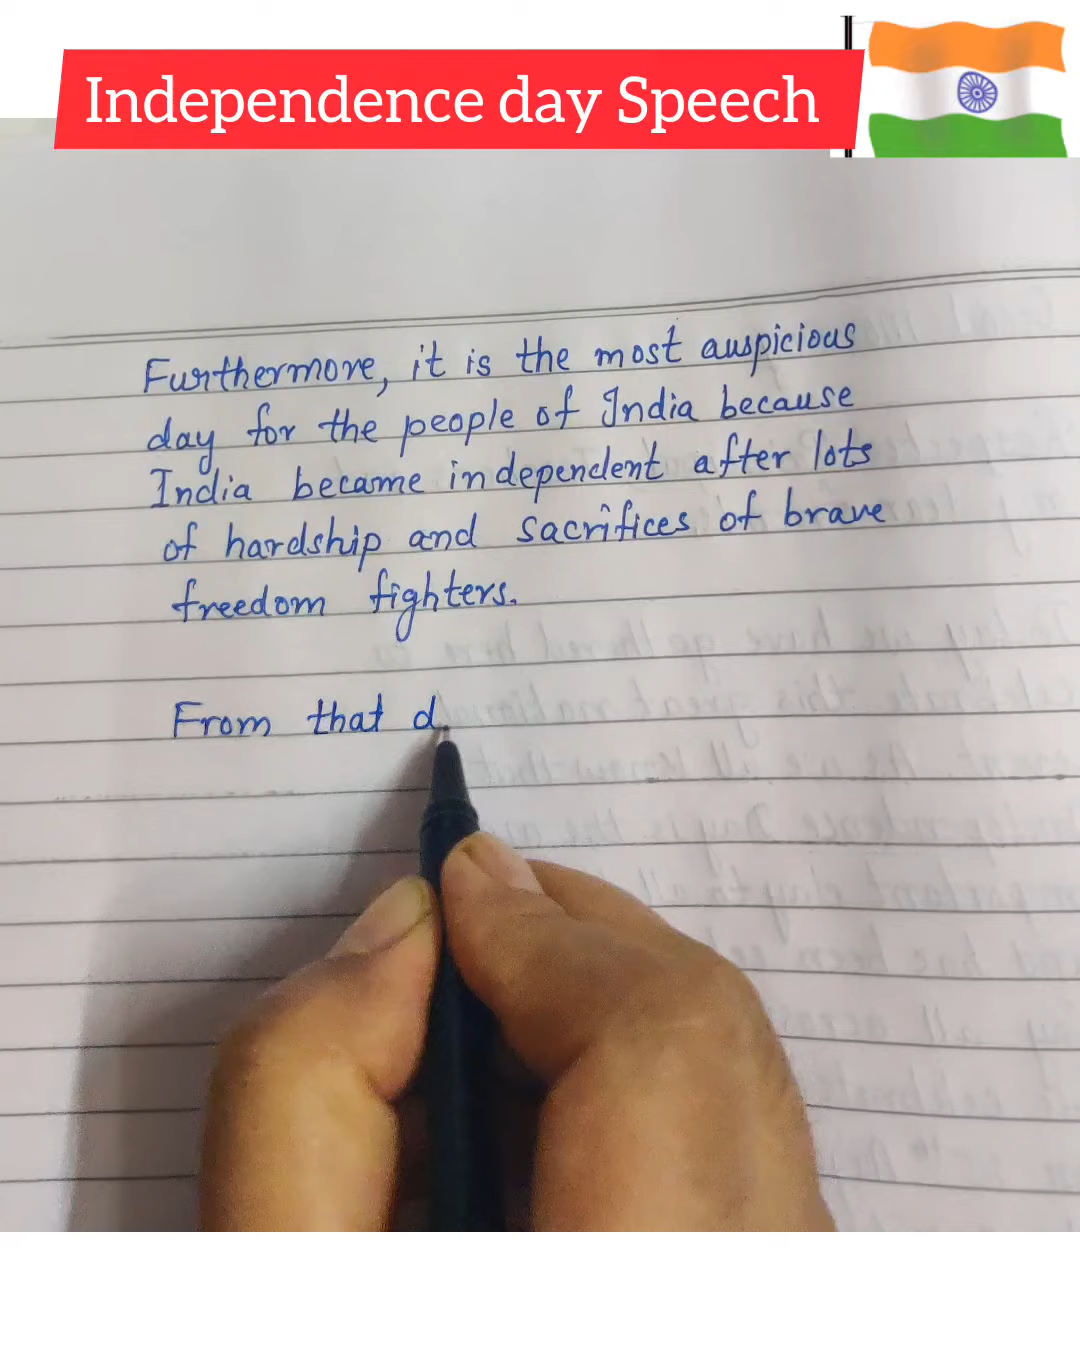 Independence day Speech
Furthermore, it is the most auspicious
day for the people of India because
India became independent after lots
of hardship and sacrifices of brave
freedom fighters.
From that d